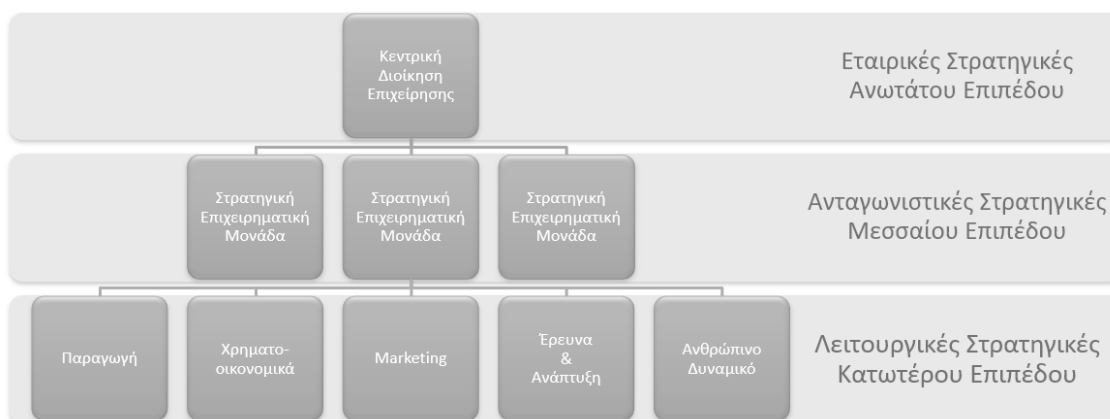 Κεντρική
Διοίκηση
Επιχείρησης
Εταιρικές Στρατηγικές
Ανωτάτου Επιπέδου
Στρατηγική
Επιχειρηματική
Μονάδα
Στρατηγική
Επιχειρηματική
Μονάδα
Στρατηγική
Επιχειρηματική
Μονάδα
Ανταγωνιστικές Στρατηγικές
Μεσσαίου Επιπέδου
Παραγωγή
Χρηματο-
οικονομικά
Marketing
Έρευνα
&
Ανάπτυξη
Ανθρώπινο
Δυναμικό
Λειτουργικές Στρατηγικές
Κατωτέρου Επιπέδου